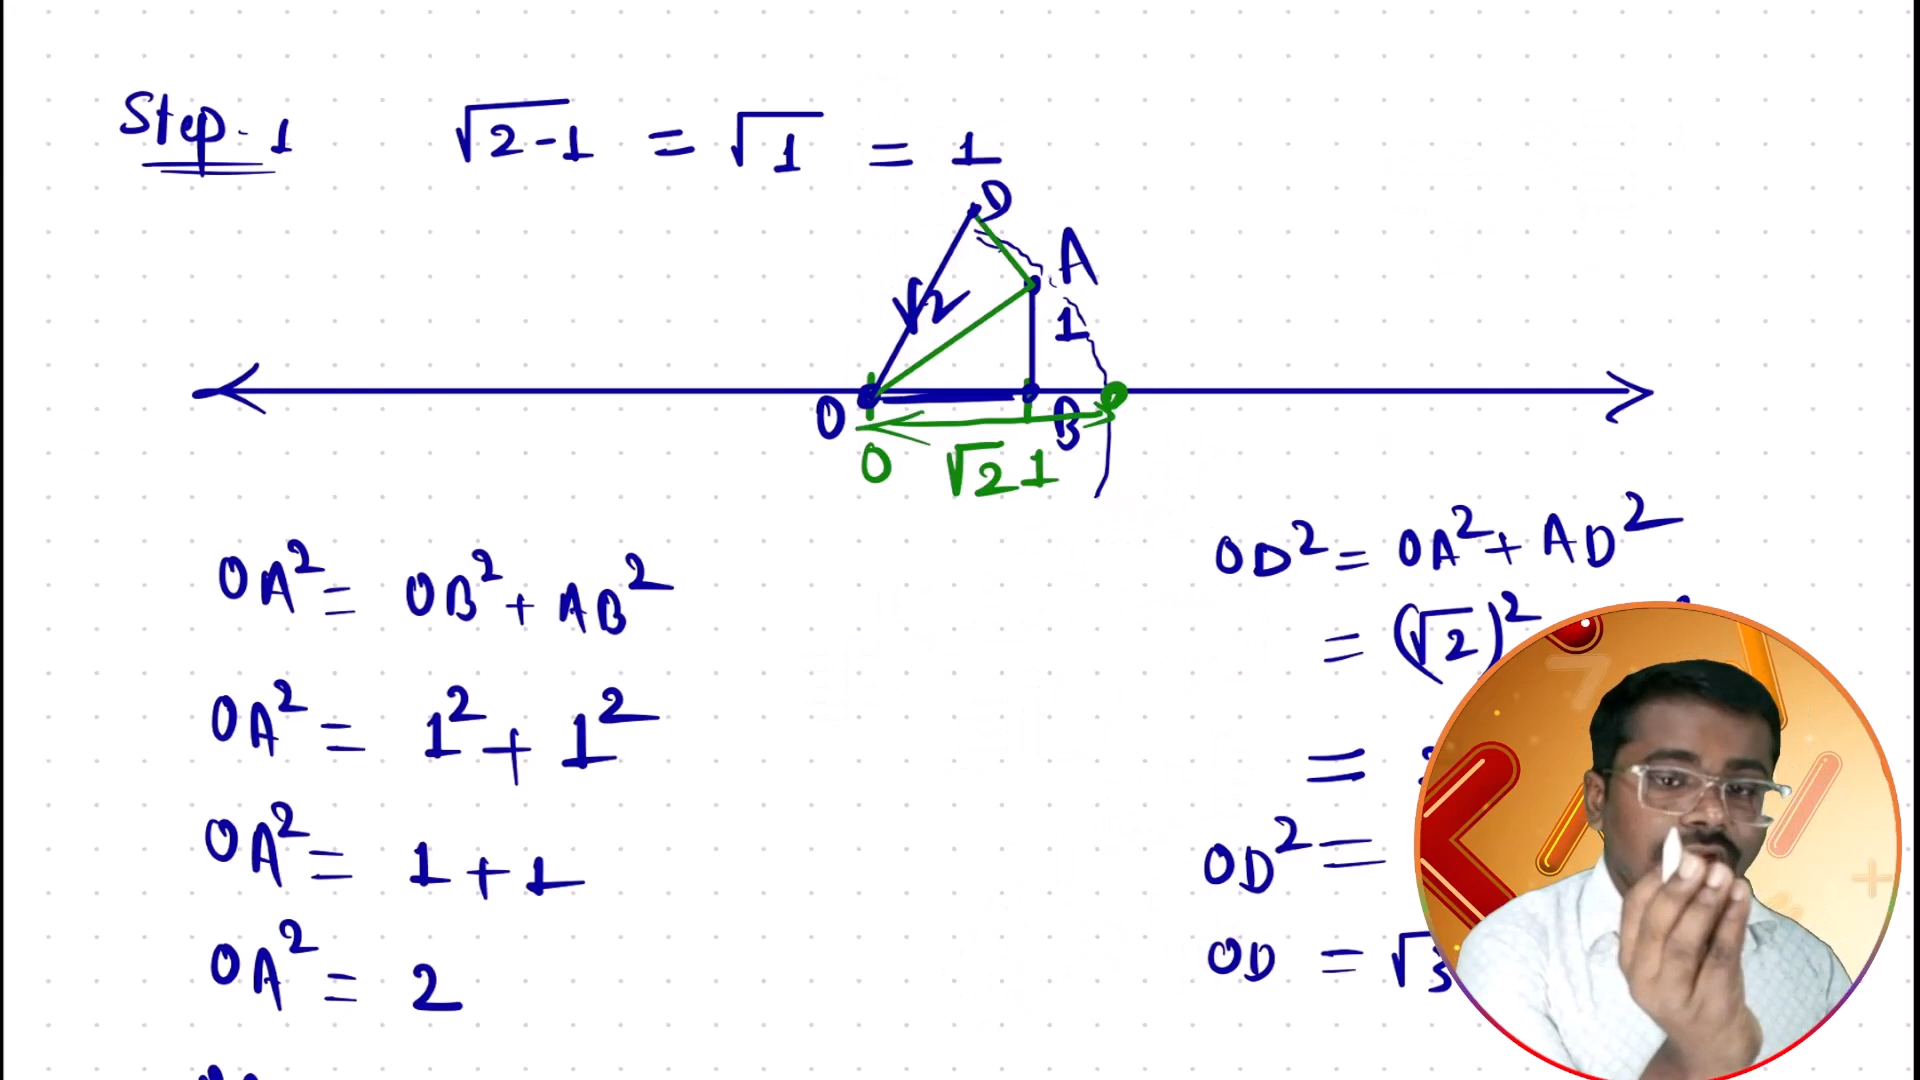 Step-1 √2-1 = √1 = 1
D
A
√2
1
O B
0 √2 1
OA² = OB² + AB²
OA² = 1² + 1²
OA² = 1 + 1
OA² = 2
OD² = OA² + AD²
= (√2)²
=
OD² =
OD = √3